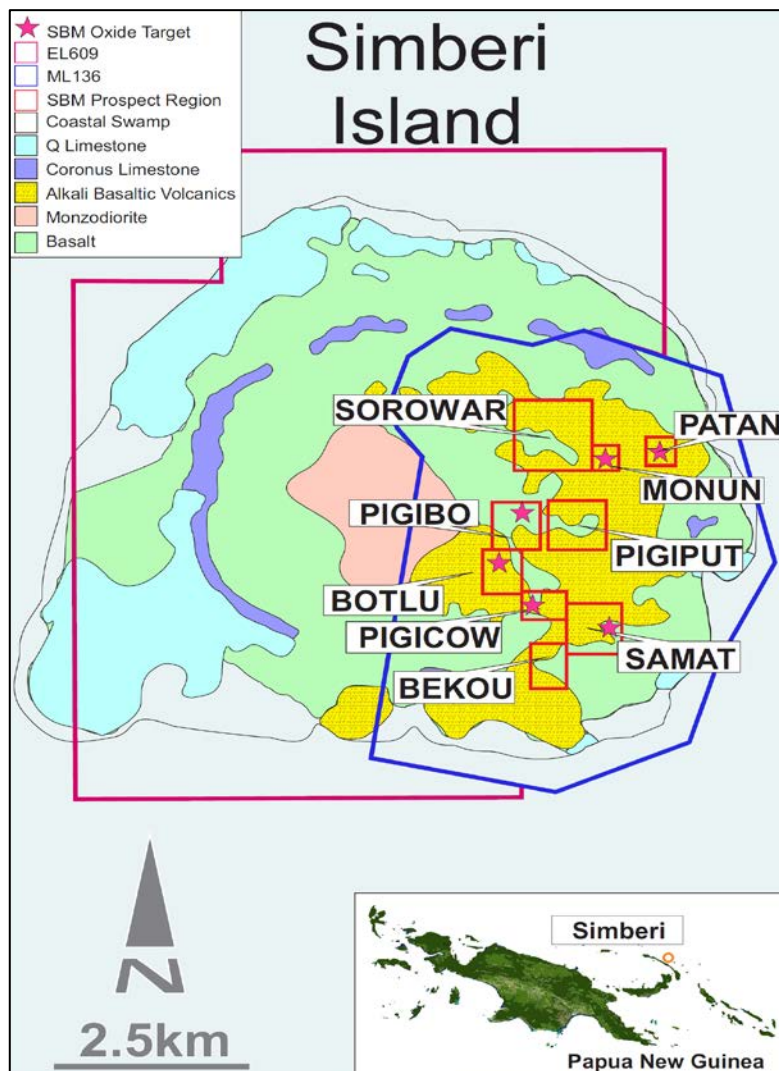 Simberi
Island
SBM Oxide Target
EL609
ML136
SBM Prospect Region
Coastal Swamp
Q Limestone
Coronus Limestone
Alkali Basaltic Volcanics
Monzodiorite
Basalt
SOROWAR
PATAN
MONUN
PIGIBO
PIGIPUT
BOTLU
PIGICOW
SAMAT
BEKOU
N
2.5km
Simberi
Papua New Guinea